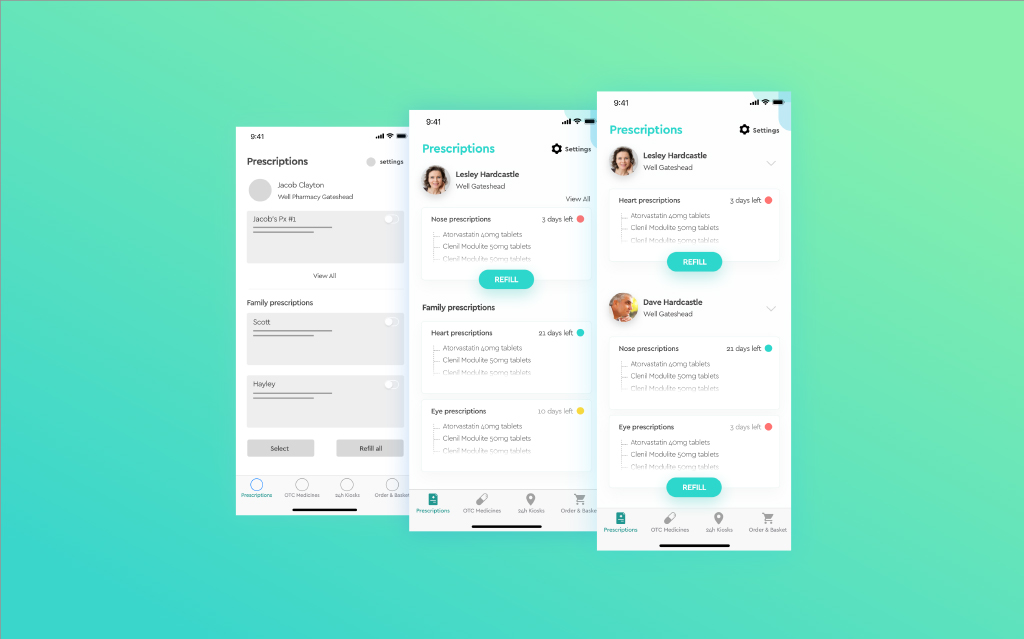 9:41
Prescriptions
settings
Jacob Clayton
Well Pharmacy Gateshead
Jacob's Px #1
View All
Family prescriptions
Scott
Hayley
Select
Refill all
Prescriptions
OTC Medicines
24h Kiosks
Order & Basket
9:41
Prescriptions
Settings
Lesley Hardcastle
Well Gateshead
View All
Nose prescriptions
3 days left
Atorvastatin 40mg tablets
Clenil Modulite 50mg tablets
Clenil Modulite 50mg tablets
REFILL
Family prescriptions
Heart prescriptions
21 days left
Atorvastatin 40mg tablets
Clenil Modulite 50mg tablets
Clenil Modulite 50mg tablets
Eye prescriptions
10 days left
Atorvastatin 40mg tablets
Clenil Modulite 50mg tablets
Clenil Modulite 50mg tablets
Prescriptions
OTC Medicines
24h Kiosks
Order & Baske
9:41
Prescriptions
Settings
Lesley Hardcastle
Well Gateshead
Heart prescriptions
3 days left
Atorvastatin 40mg tablets
Clenil Modulite 50mg tablets
Clenil Modulite 50mg tablets
REFILL
Dave Hardcastle
Well Gateshead
Nose prescriptions
21 days left
Atorvastatin 40mg tablets
Clenil Modulite 50mg tablets
Clenil Modulite 50mg tablets
Eye prescriptions
3 days left
Atorvastatin 40mg tablets
Clenil Modulite 50mg tablets
Clenil Modulite 50mg tablets
REFILL
Prescriptions
OTC Medicines
24h Kiosks
Order & Basket